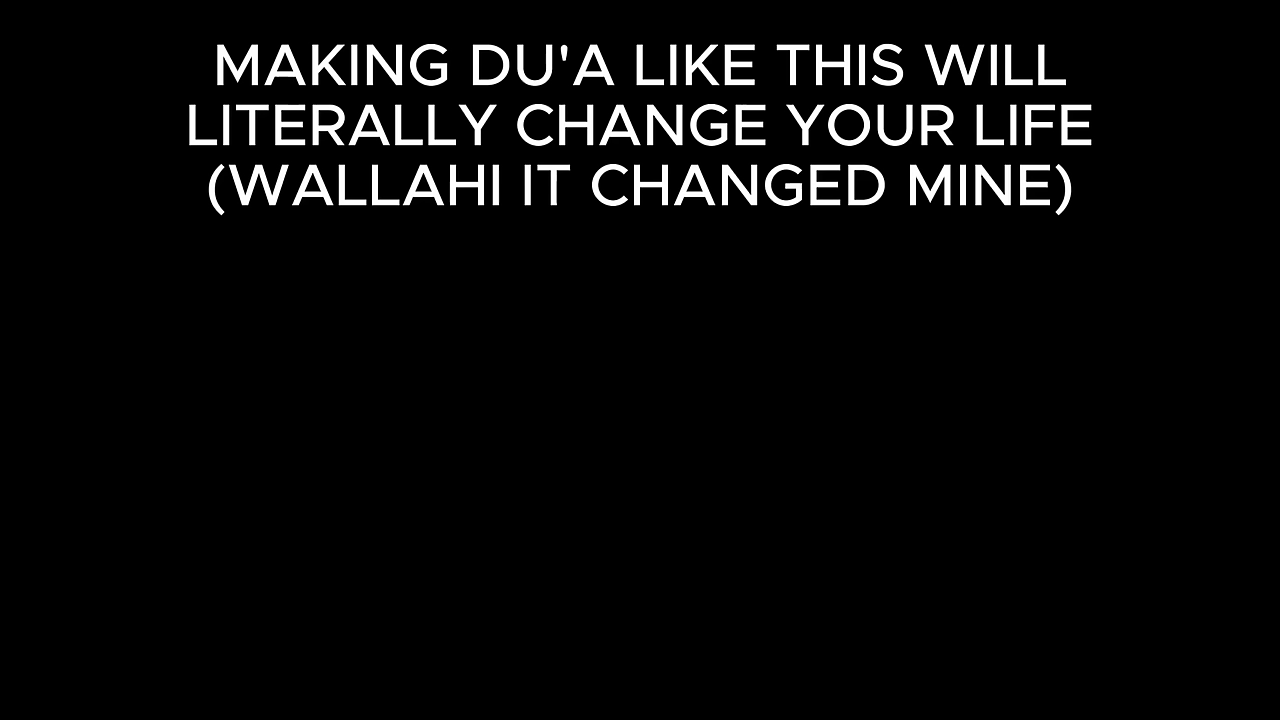 MAKING DU'A LIKE THIS WILL
LITERALLY CHANGE YOUR LIFE
(WALLAHI IT CHANGED MINE)